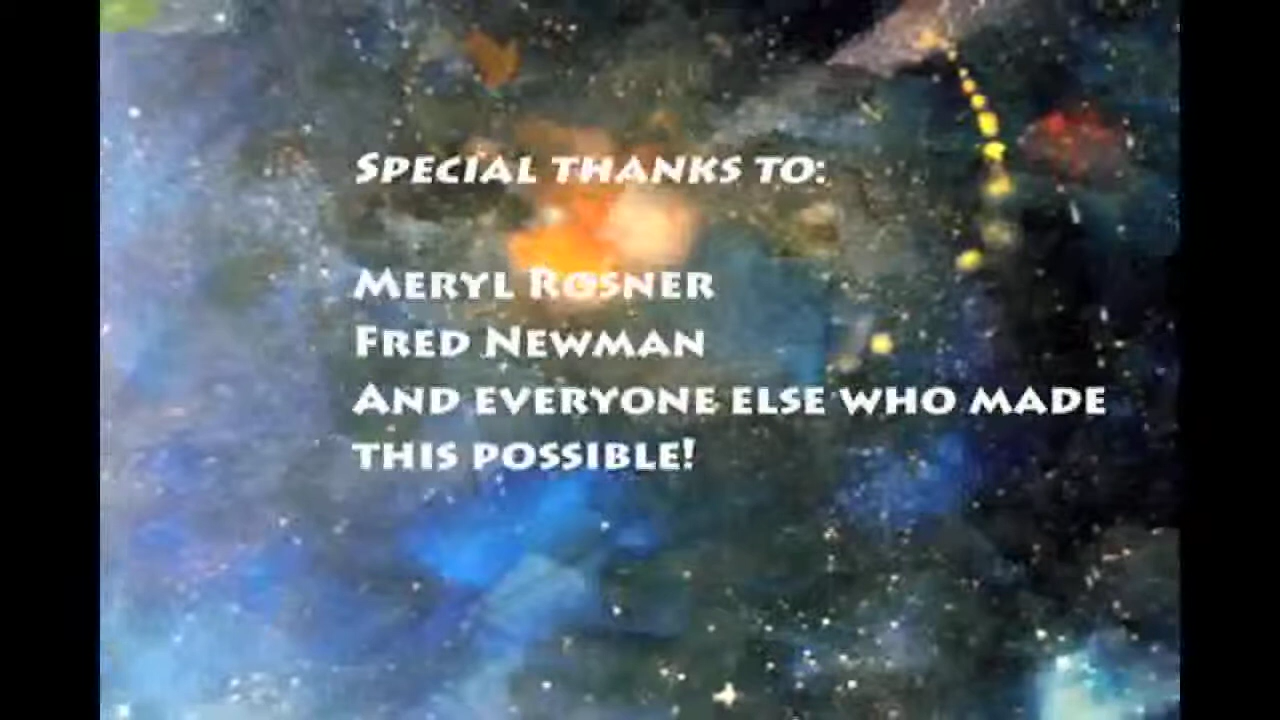 Special thanks to:
Meryl Rosner
Fred Newman
And everyone else who made
this possible!